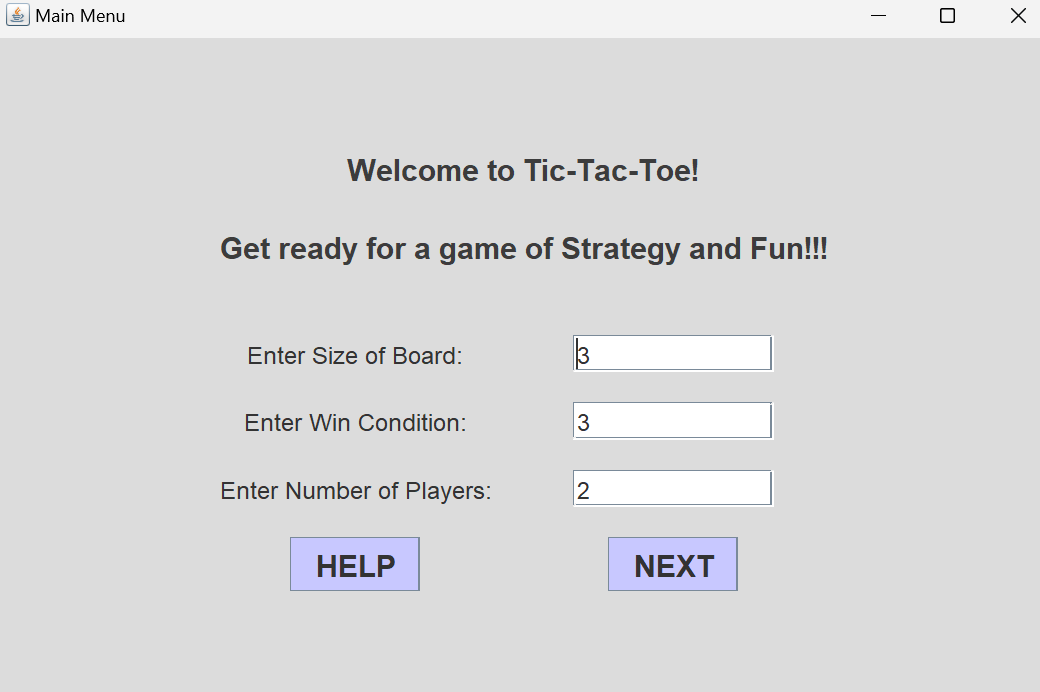 Main Menu
Welcome to Tic-Tac-Toe!
Get ready for a game of Strategy and Fun!!!
Enter Size of Board: 3
Enter Win Condition: 3
Enter Number of Players: 2
HELP NEXT